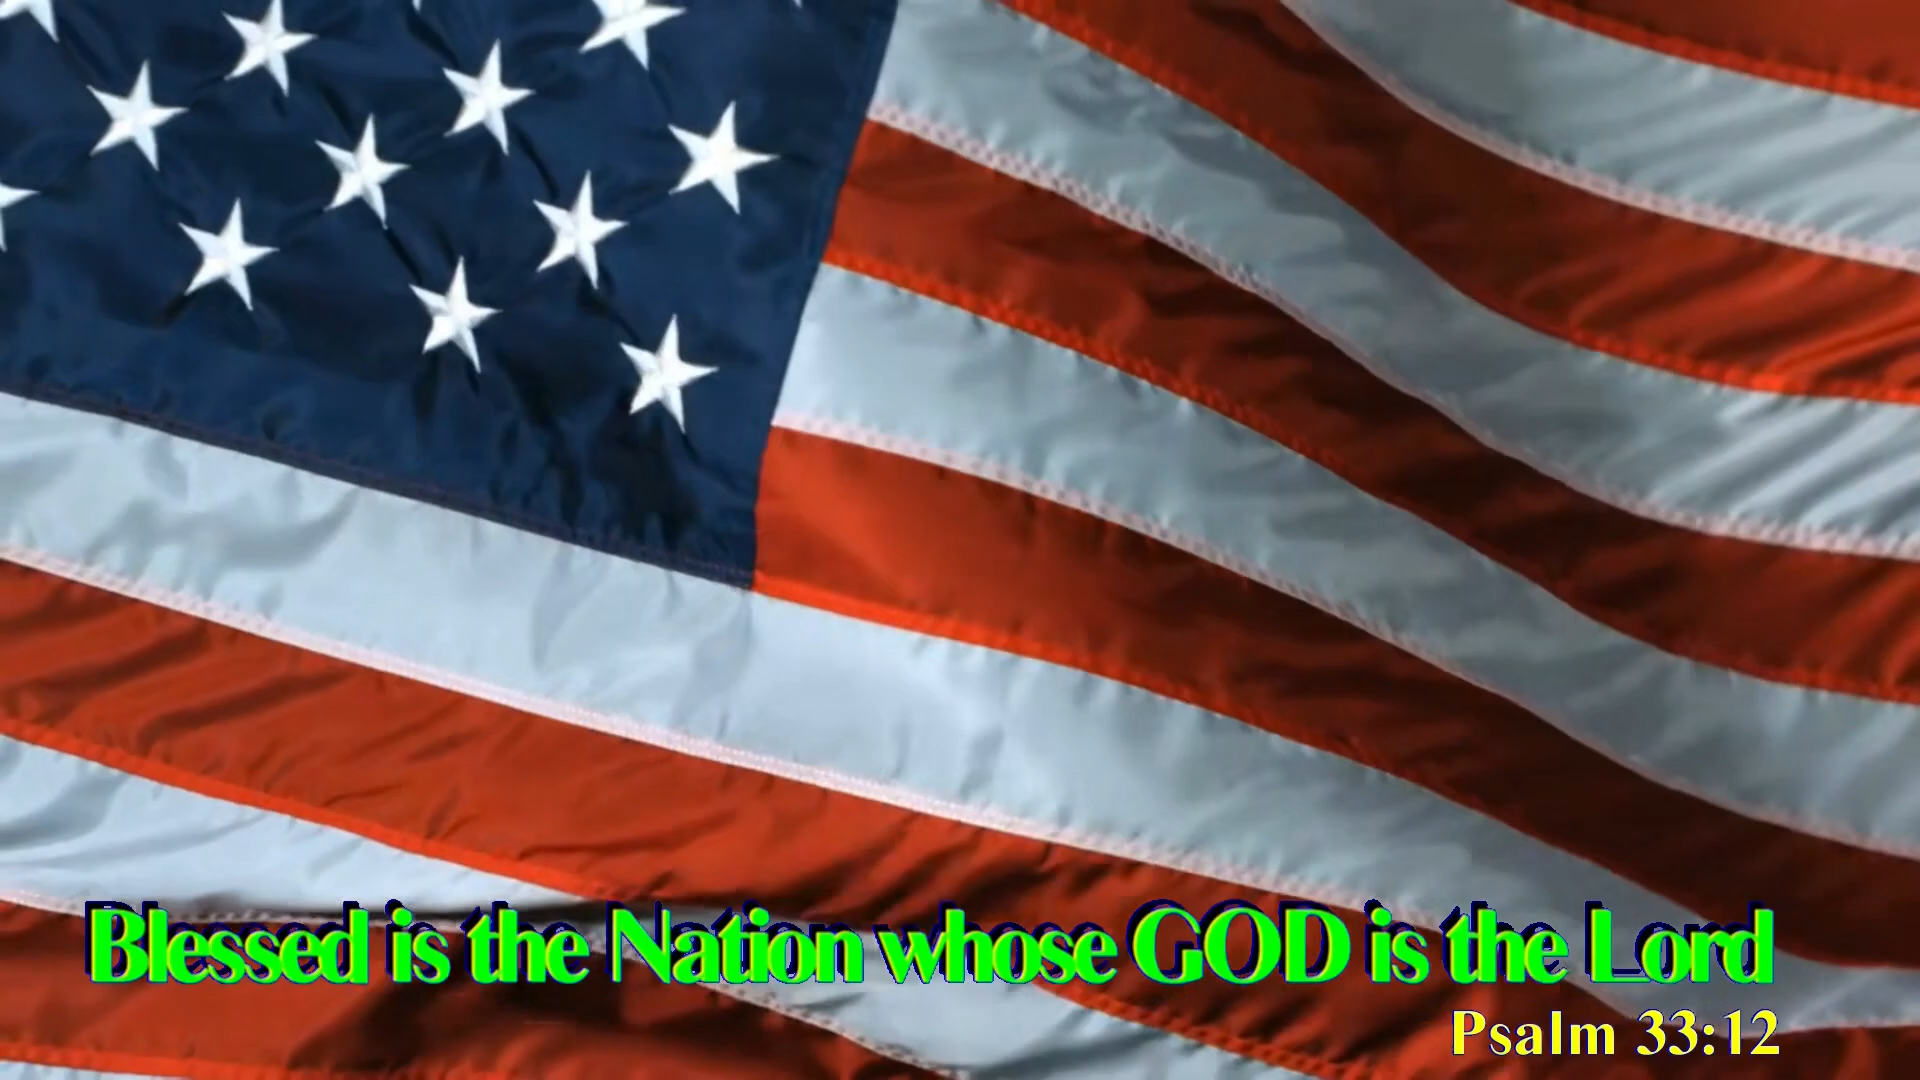 Blessed is the Nation whose GOD is the Lord
Psalm 33:12